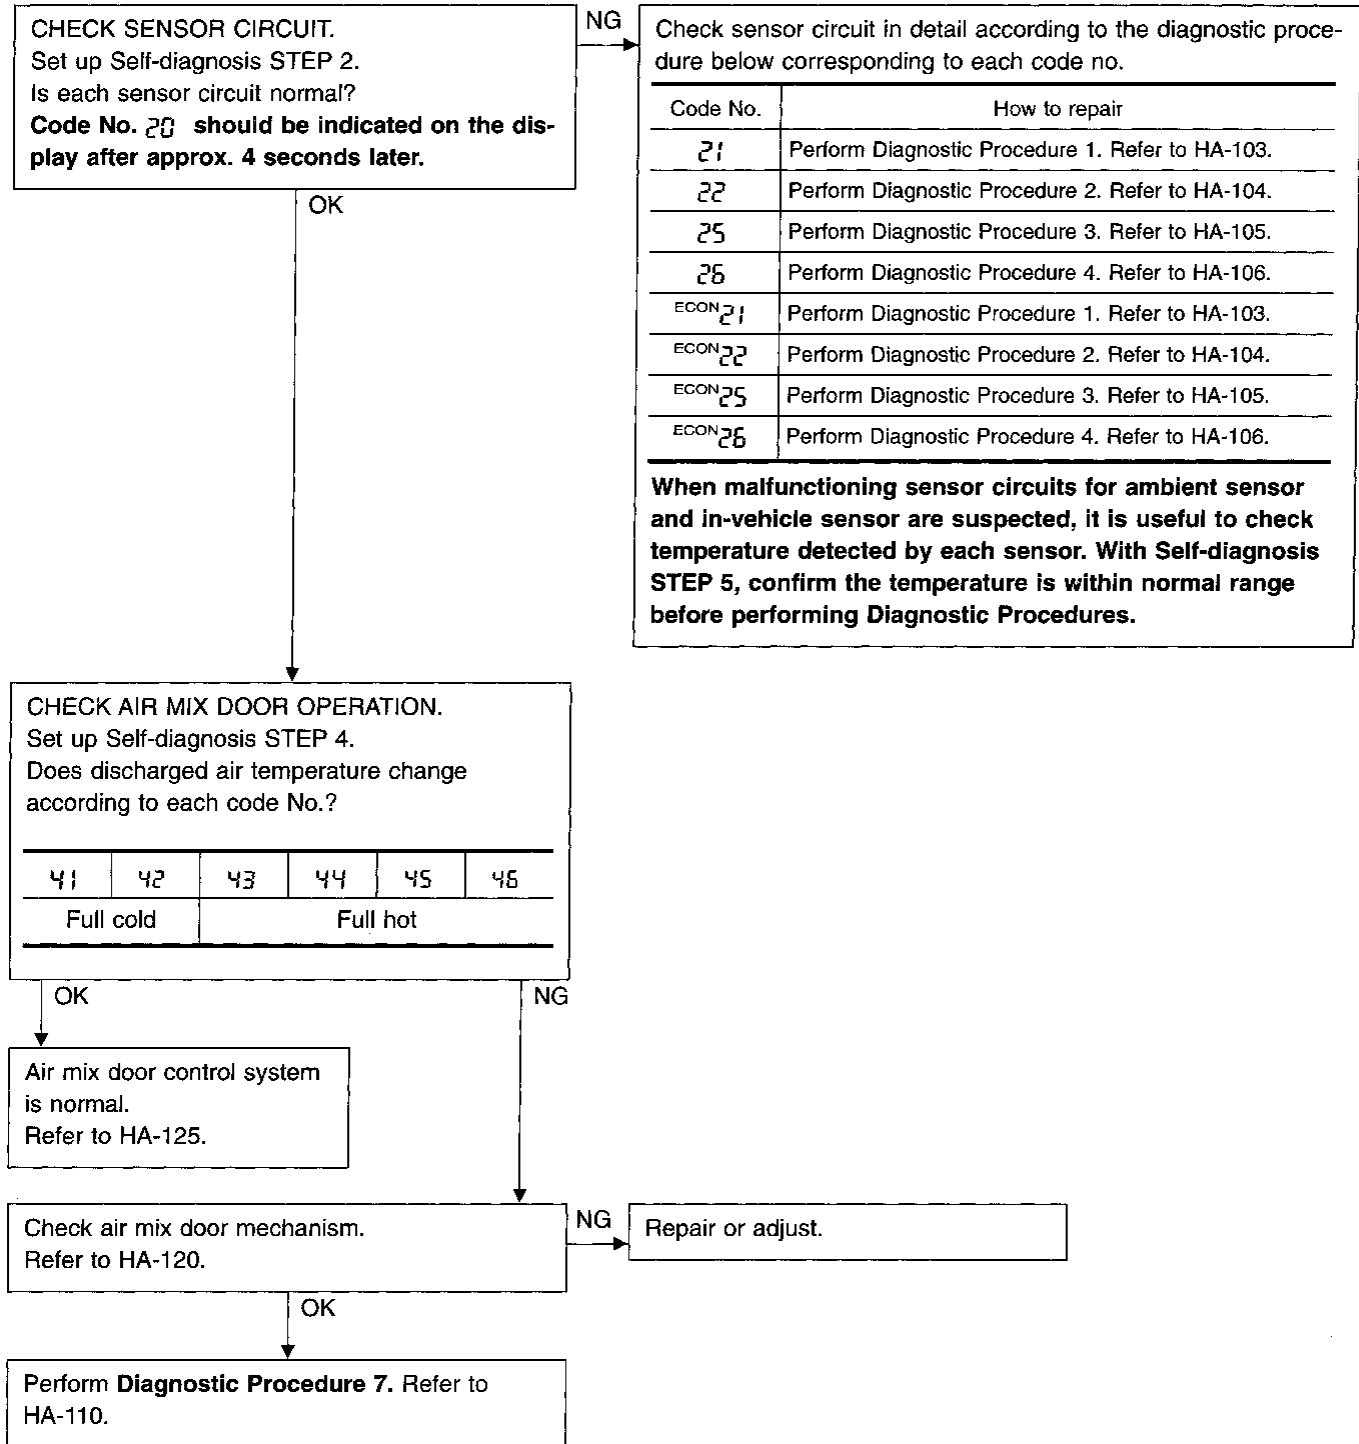 CHECK SENSOR CIRCUIT.
Set up Self-diagnosis STEP 2.
Is each sensor circuit normal?
Code No. 20 should be indicated on the dis-
play after approx. 4 seconds later.
NG
Check sensor circuit in detail according to the diagnostic proce-
dure below corresponding to each code no.
Code No. How to repair
21 Perform Diagnostic Procedure 1. Refer to HA-103.
22 Perform Diagnostic Procedure 2. Refer to HA-104.
25 Perform Diagnostic Procedure 3. Refer to HA-105.
26 Perform Diagnostic Procedure 4. Refer to HA-106.
ECON21 Perform Diagnostic Procedure 1. Refer to HA-103.
ECON22 Perform Diagnostic Procedure 2. Refer to HA-104.
ECON25 Perform Diagnostic Procedure 3. Refer to HA-105.
ECON26 Perform Diagnostic Procedure 4. Refer to HA-106.
When malfunctioning sensor circuits for ambient sensor
and in-vehicle sensor are suspected, it is useful to check
temperature detected by each sensor. With Self-diagnosis
STEP 5, confirm the temperature is within normal range
before performing Diagnostic Procedures.
OK
CHECK AIR MIX DOOR OPERATION.
Set up Self-diagnosis STEP 4.
Does discharged air temperature change
according to each code No.?
41 42 43 44 45 46
Full cold Full hot
OK
NG
Air mix door control system
is normal.
Refer to HA-125.
Check air mix door mechanism.
Refer to HA-120.
NG
Repair or adjust.
OK
Perform Diagnostic Procedure 7. Refer to
HA-110.